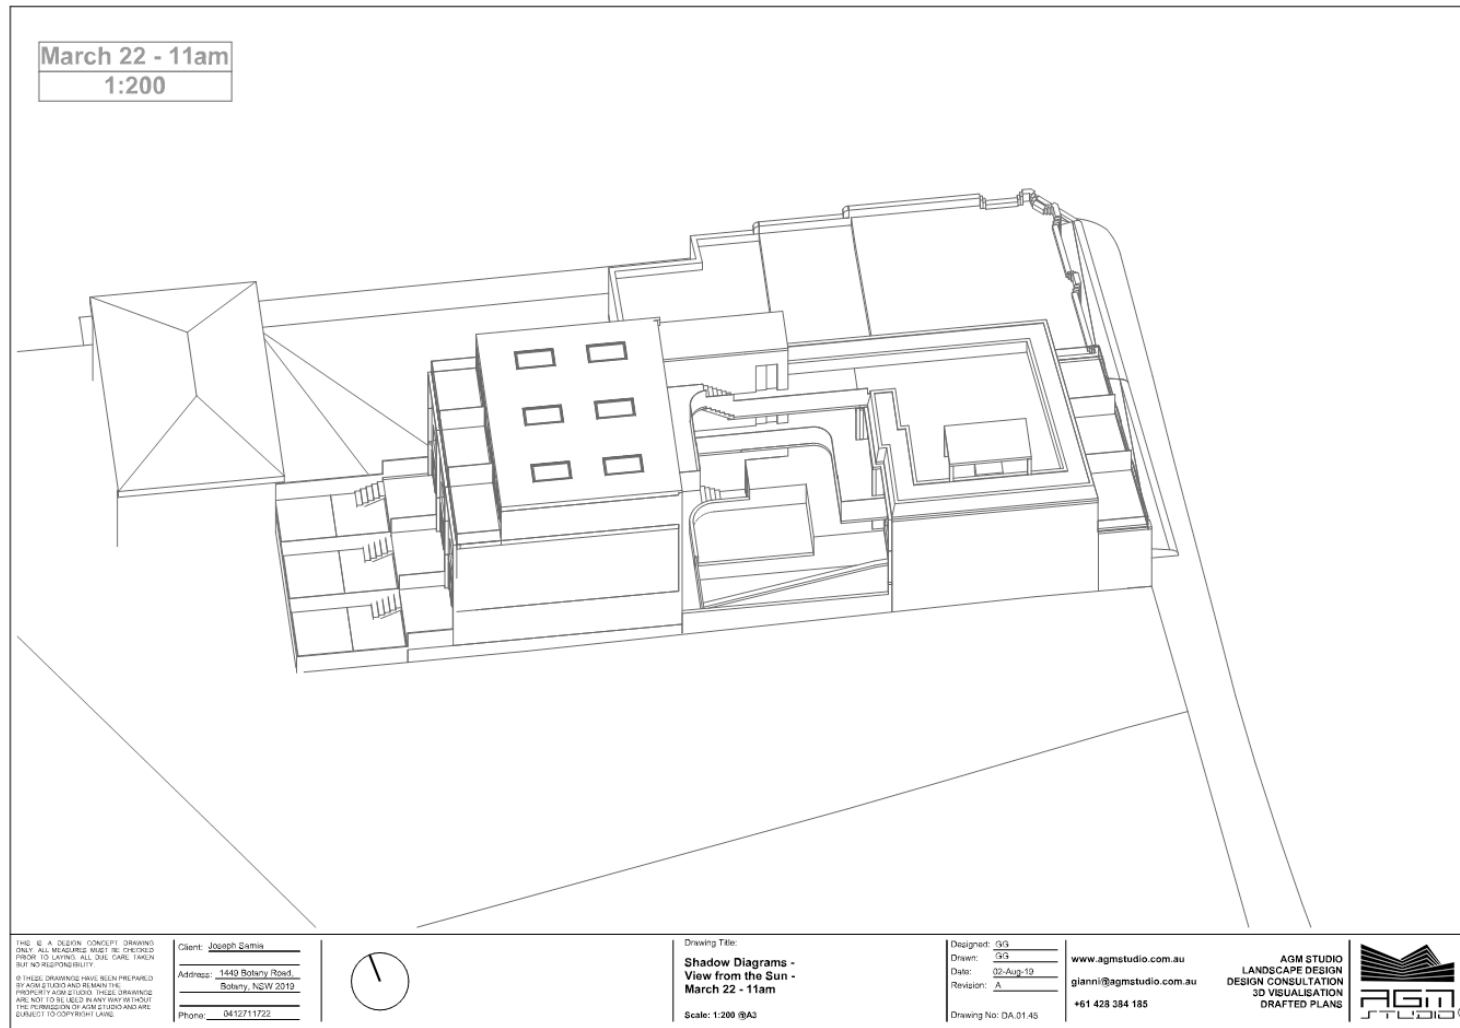 March 22 - 11am
1:200
THIS IS A DESIGN CONCEPT DRAWING
ONLY. ALL MEASURES MUST BE CHECKED
PRIOR TO LAYING. ALL DUE CARE TAKEN
BUT NO RESPONSIBILITY.
© THESE DRAWINGS HAVE BEEN PREPARED
BY AGM STUDIO AND REMAIN THE
PROPERTY AGM STUDIO. THESE DRAWINGS
ARE NOT TO BE USED IN ANY WAY WITHOUT
THE PERMISSION OF AGM STUDIO AND ARE
SUBJECT TO COPYRIGHT LAWS.
Client: Joseph Samia
Address: 1449 Botany Road,
Botany, NSW 2019
Phone: 0412711722
Drawing Title:
Shadow Diagrams -
View from the Sun -
March 22 - 11am
Scale: 1:200 @A3
Designed: GG
Drawn: GG
Date: 02-Aug-19
Revision: A
Drawing No: DA.01.45
www.agmstudio.com.au
gianni@agmstudio.com.au
+61 428 384 185
AGM STUDIO
LANDSCAPE DESIGN
DESIGN CONSULTATION
3D VISUALISATION
DRAFTED PLANS
AGM
STUDIO